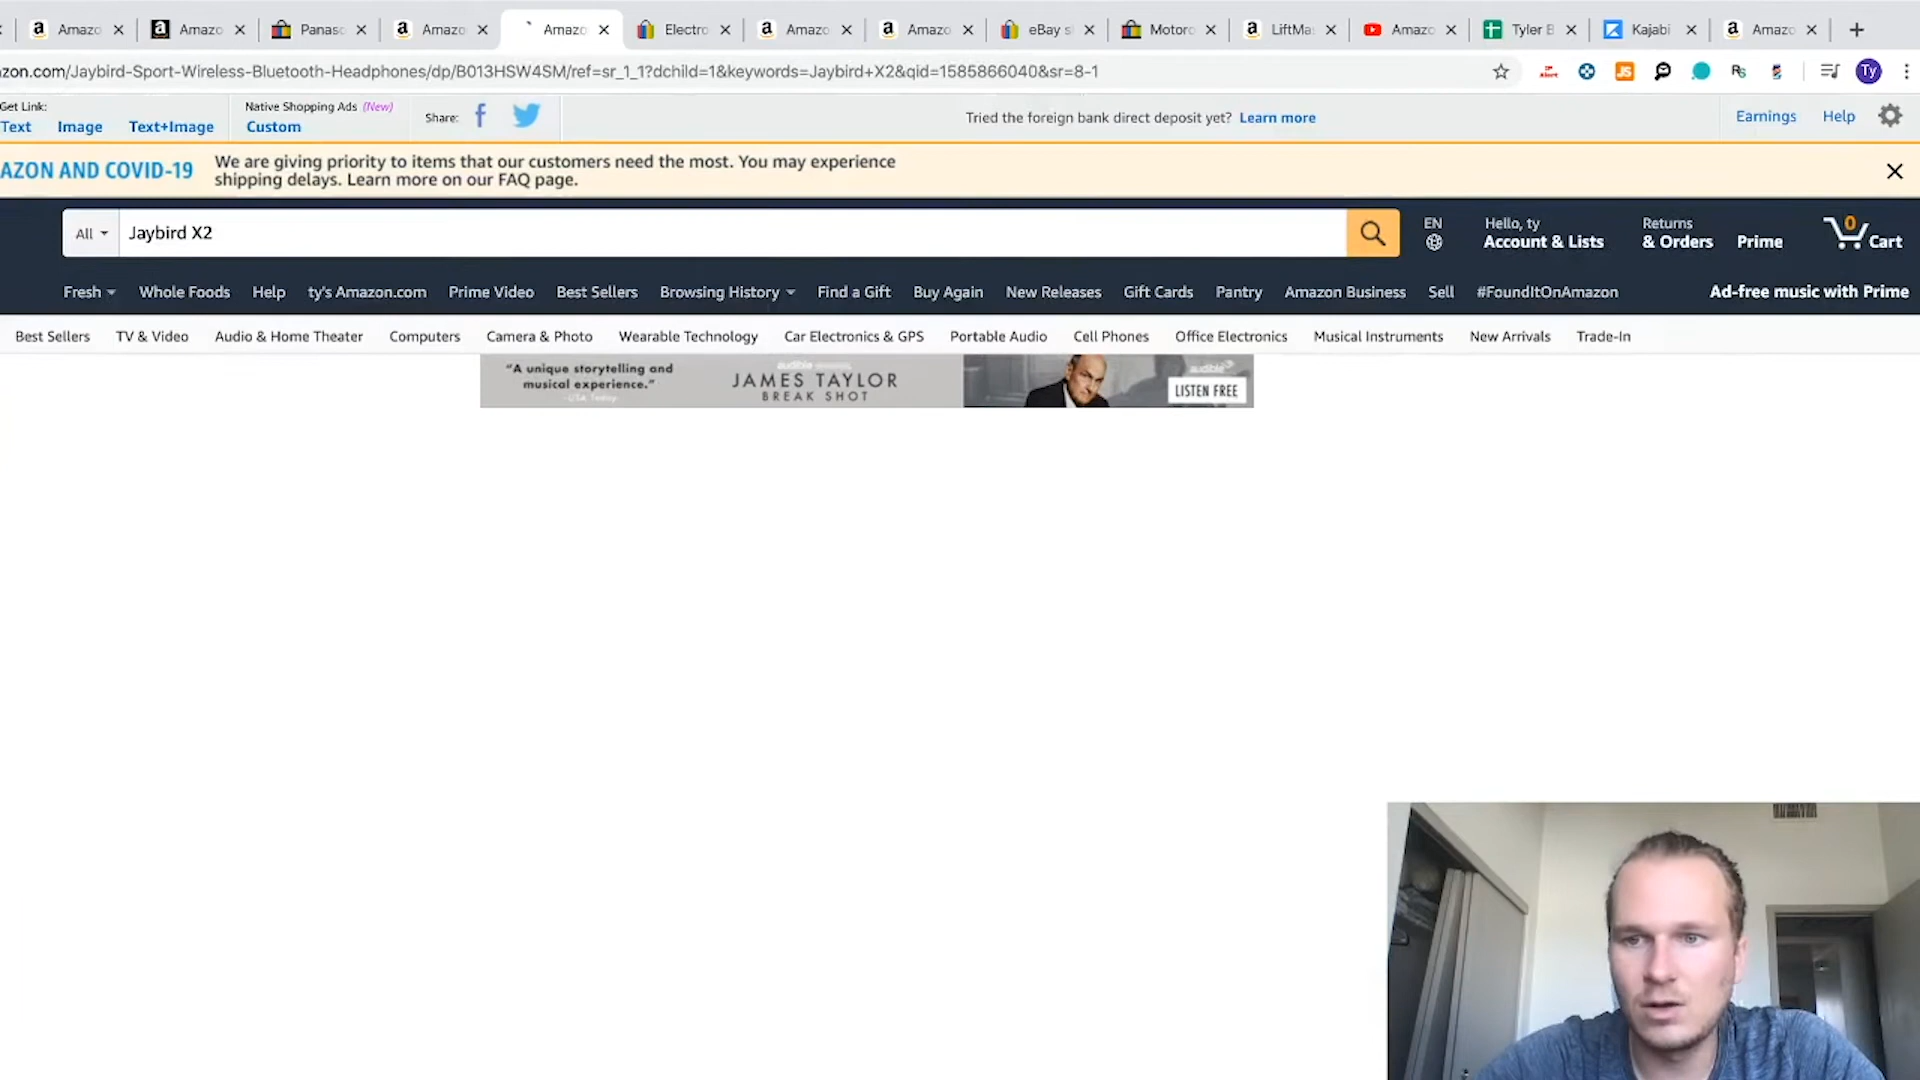 Amazo
Amazo
Panaso
Amazo
Amazo
Electro
Amazo
Amazo
eBay s
Motoro
LiftMa
Amazo
Tyler B
Kajabi
Amazo
zon.com/Jaybird-Sport-Wireless-Bluetooth-Headphones/dp/B013HSW4SM/ref=sr_1_1?dchild=1&keywords=Jaybird+X2&qid=1585866040&sr=8-1
JS
Ty
Get Link:
Text
Image
Text+Image
Native Shopping Ads (New)
Custom
Share:
Tried the foreign bank direct deposit yet? Learn more
Earnings
Help
AZON AND COVID-19
We are giving priority to items that our customers need the most. You may experience
shipping delays. Learn more on our FAQ page.
All
Jaybird X2
EN
Hello, ty
Account & Lists
Returns
& Orders
Prime
0
Cart
Fresh
Whole Foods
Help
ty's Amazon.com
Prime Video
Best Sellers
Browsing History
Find a Gift
Buy Again
New Releases
Gift Cards
Pantry
Amazon Business
Sell
#FoundItOnAmazon
Ad-free music with Prime
Best Sellers
TV & Video
Audio & Home Theater
Computers
Camera & Photo
Wearable Technology
Car Electronics & GPS
Portable Audio
Cell Phones
Office Electronics
Musical Instruments
New Arrivals
Trade-In
“A unique storytelling and
musical experience.”
-USA Today
JAMES TAYLOR
BREAK SHOT
audible
LISTEN FREE